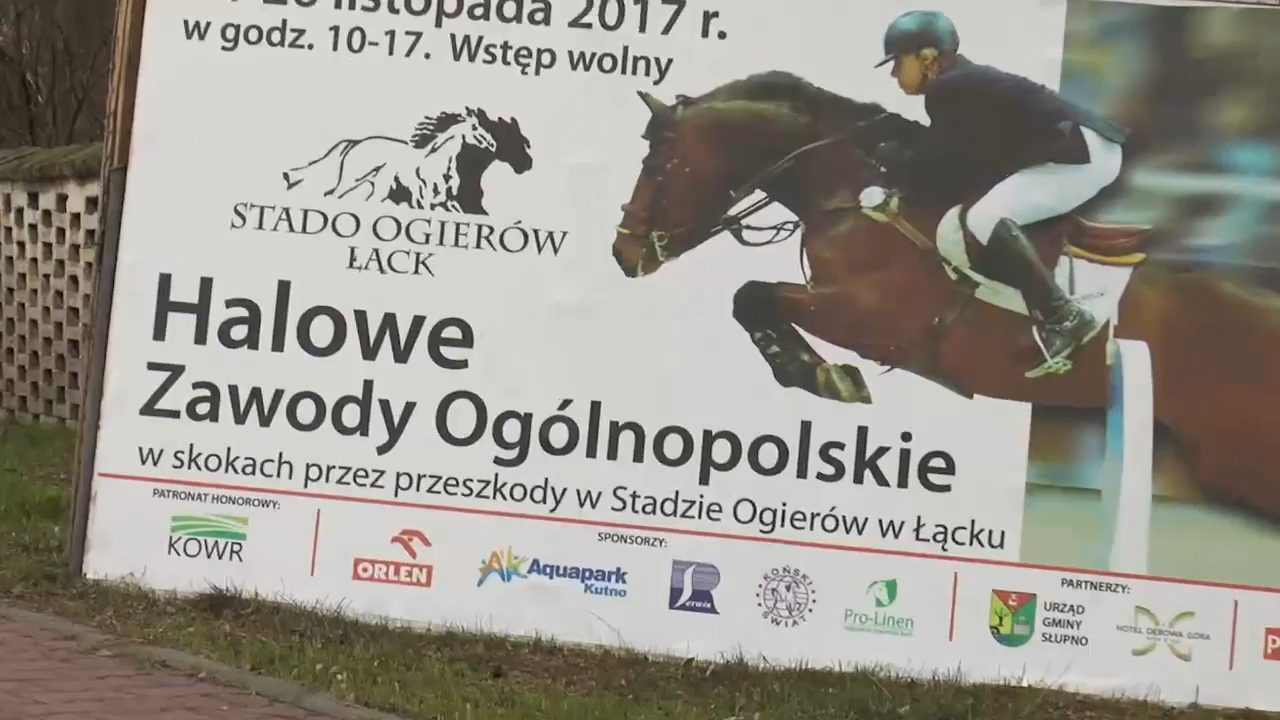 listopada 2017 r.
w godz. 10-17. Wstęp wolny
STADO OGIERÓW
ŁĄCK
Halowe
Zawody Ogólnopolskie
w skokach przez przeszkody w Stadzie Ogierów w Łącku
PATRONAT HONOROWY:
KOWR
SPONSORZY:
ORLEN
Aquapark
Kutno
KOŃSKI
ŚWIAT
Pro-Linen
PARTNERZY:
URZĄD
GMINY
SŁUPNO
HOTEL DĘBOWA GÓRA